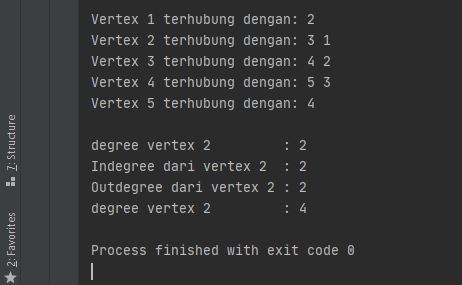 Vertex 1 terhubung dengan: 2
Vertex 2 terhubung dengan: 3 1
Vertex 3 terhubung dengan: 4 2
Vertex 4 terhubung dengan: 5 3
Vertex 5 terhubung dengan: 4
degree vertex 2         : 2
Indegree dari vertex 2  : 2
Outdegree dari vertex 2 : 2
degree vertex 2         : 4
Process finished with exit code 0
7: Structure
2: Favorites